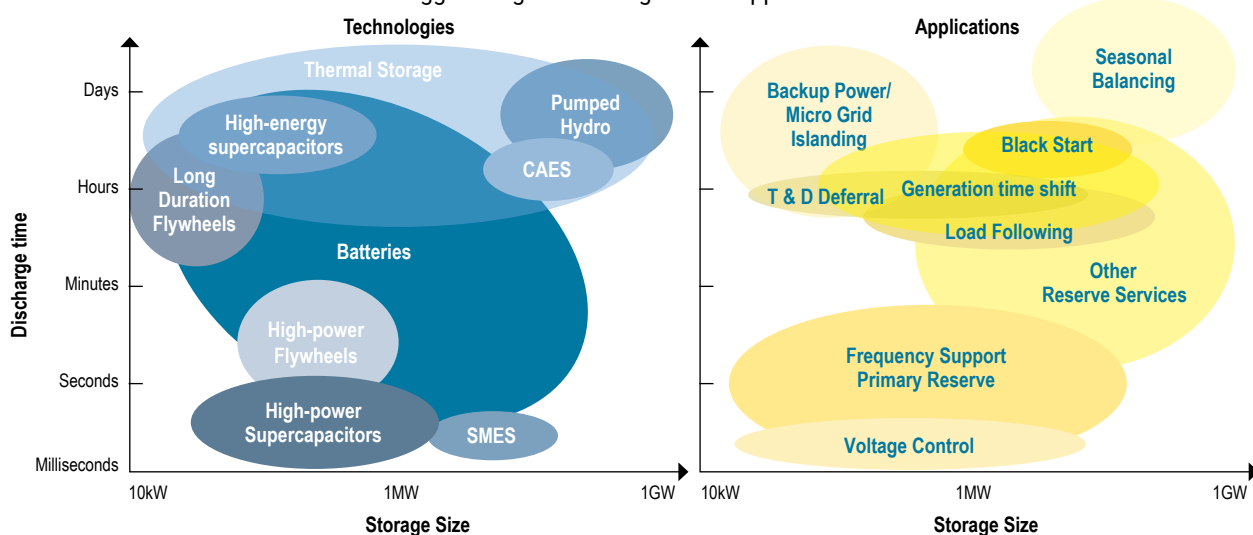 Technologies
Discharge time
Days
Hours
Minutes
Seconds
Milliseconds
Thermal Storage
Pumped
Hydro
High-energy
supercapacitors
CAES
Long
Duration
Flywheels
Batteries
High-power
Flywheels
High-power
Supercapacitors
SMES
10kW
1MW
1GW
Storage Size
Applications
Seasonal
Balancing
Backup Power/
Micro Grid
Islanding
Black Start
T & D Deferral
Generation time shift
Load Following
Other
Reserve Services
Frequency Support
Primary Reserve
Voltage Control
10kW
1MW
1GW
Storage Size